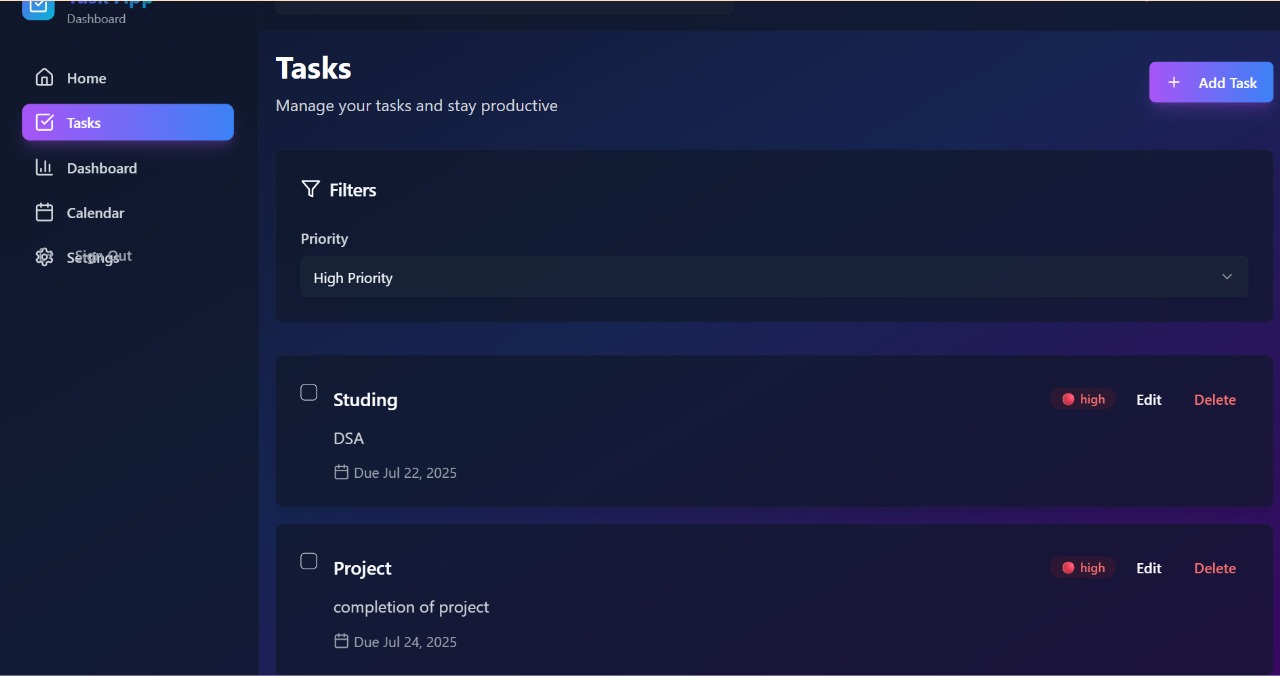 Task App
Dashboard
Home
Tasks
Dashboard
Calendar
Settings
Sign Out
Tasks
Manage your tasks and stay productive
Add Task
Filters
Priority
High Priority
Studing
high
Edit
Delete
DSA
Due Jul 22, 2025
Project
high
Edit
Delete
completion of project
Due Jul 24, 2025